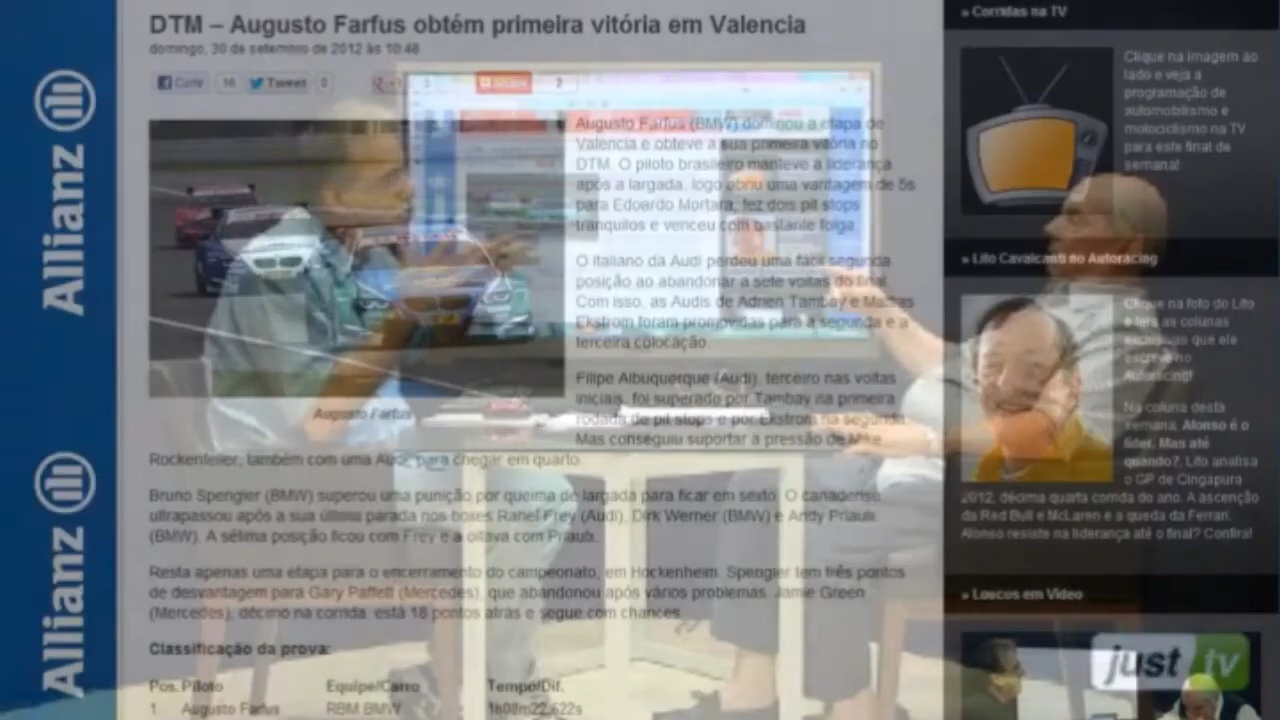 DTM – Augusto Farfus obtém primeira vitória em Valencia
domingo, 30 de setembro de 2012 às 10:48
Curtir 16 Tweet 0
2
Augusto Farfus (BMW) dominou a etapa de
Valencia e obteve a sua primeira vitória no
DTM. O piloto brasileiro manteve a liderança
após a largada, logo abriu uma vantagem de 5s
para Edoardo Mortara, fez dois pit stops
tranquilos e venceu com bastante folga.
O italiano da Audi perdeu uma fácil segunda
posição ao abandonar a sete voltas do final.
Com isso, as Audis de Adrien Tambay e Mattias
Ekstrom foram promovidas para a segunda e a
terceira colocação.
Filipe Albuquerque (Audi), terceiro nas voltas
iniciais, foi superado por Tambay na primeira
rodada de pit stops e por Ekstrom na segunda.
Mas conseguiu suportar a pressão de Mike
Augusto Farfus
Rockenfeller, também com uma Audi, para chegar em quarto.
Bruno Spengler (BMW) superou uma punição por queima de largada para ficar em sexto. O canadense
ultrapassou após a sua última parada nos boxes Rahel Frey (Audi), Dirk Werner (BMW) e Andy Priaulx
(BMW). A sétima posição ficou com Frey e a oitava com Priaulx.
Resta apenas uma etapa para o encerramento do campeonato, em Hockenheim. Spengler tem três pontos
de desvantagem para Gary Paffett (Mercedes), que abandonou após vários problemas. Jamie Green
(Mercedes), décimo na corrida, está 18 pontos atrás e segue com chances.
Classificação da prova:
Pos. Piloto Equipe/Carro Tempo/Dif.
1 Augusto Farfus RBM BMW 1h08m22.622s
Allianz
Allianz
» Corridas na TV
Clique na imagem ao
lado e veja a
programação de
automobilismo e
motociclismo na TV
para este final de
semana!
» Lito Cavalcanti no Autoracing
Clique na foto do Lito
e leia as colunas
exclusivas que ele
escreve no
Autoracing!
Na coluna desta
semana, Alonso é o
líder. Mas até
quando?, Lito analisa
o GP de Cingapura
2012, décima quarta corrida do ano. A ascenção
da Red Bull e McLaren e a queda da Ferrari.
Alonso resiste na liderança até o final? Confira!
» Loucos em Vídeo
just tv